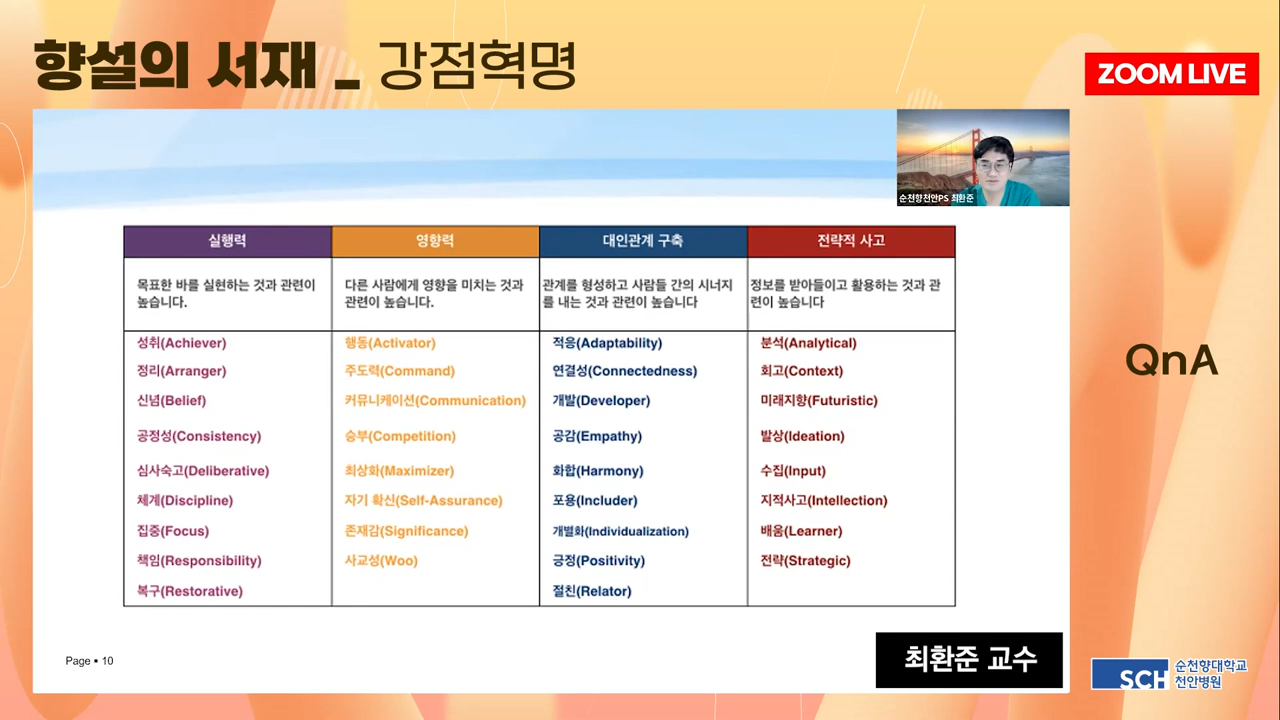 향설의 서재 _ 강점혁명
ZOOM LIVE
순천향천안PS 최환준
실행력
영향력
대인관계 구축
전략적 사고
목표한 바를 실현하는 것과 관련이
높습니다.
다른 사람에게 영향을 미치는 것과
관련이 높습니다.
관계를 형성하고 사람들 간의 시너지
를 내는 것과 관련이 높습니다
정보를 받아들이고 활용하는 것과 관
련이 높습니다
성취(Achiever)
행동(Activator)
적응(Adaptability)
분석(Analytical)
정리(Arranger)
주도력(Command)
연결성(Connectedness)
회고(Context)
신념(Belief)
커뮤니케이션(Communication)
개발(Developer)
미래지향(Futuristic)
공정성(Consistency)
승부(Competition)
공감(Empathy)
발상(Ideation)
심사숙고(Deliberative)
최상화(Maximizer)
화합(Harmony)
수집(Input)
체계(Discipline)
자기 확신(Self-Assurance)
포용(Includer)
지적사고(Intellection)
집중(Focus)
존재감(Significance)
개별화(Individualization)
배움(Learner)
책임(Responsibility)
사교성(Woo)
긍정(Positivity)
전략(Strategic)
복구(Restorative)
절친(Relator)
QnA
Page ▪ 10
최환준 교수
SCH
순천향대학교
천안병원